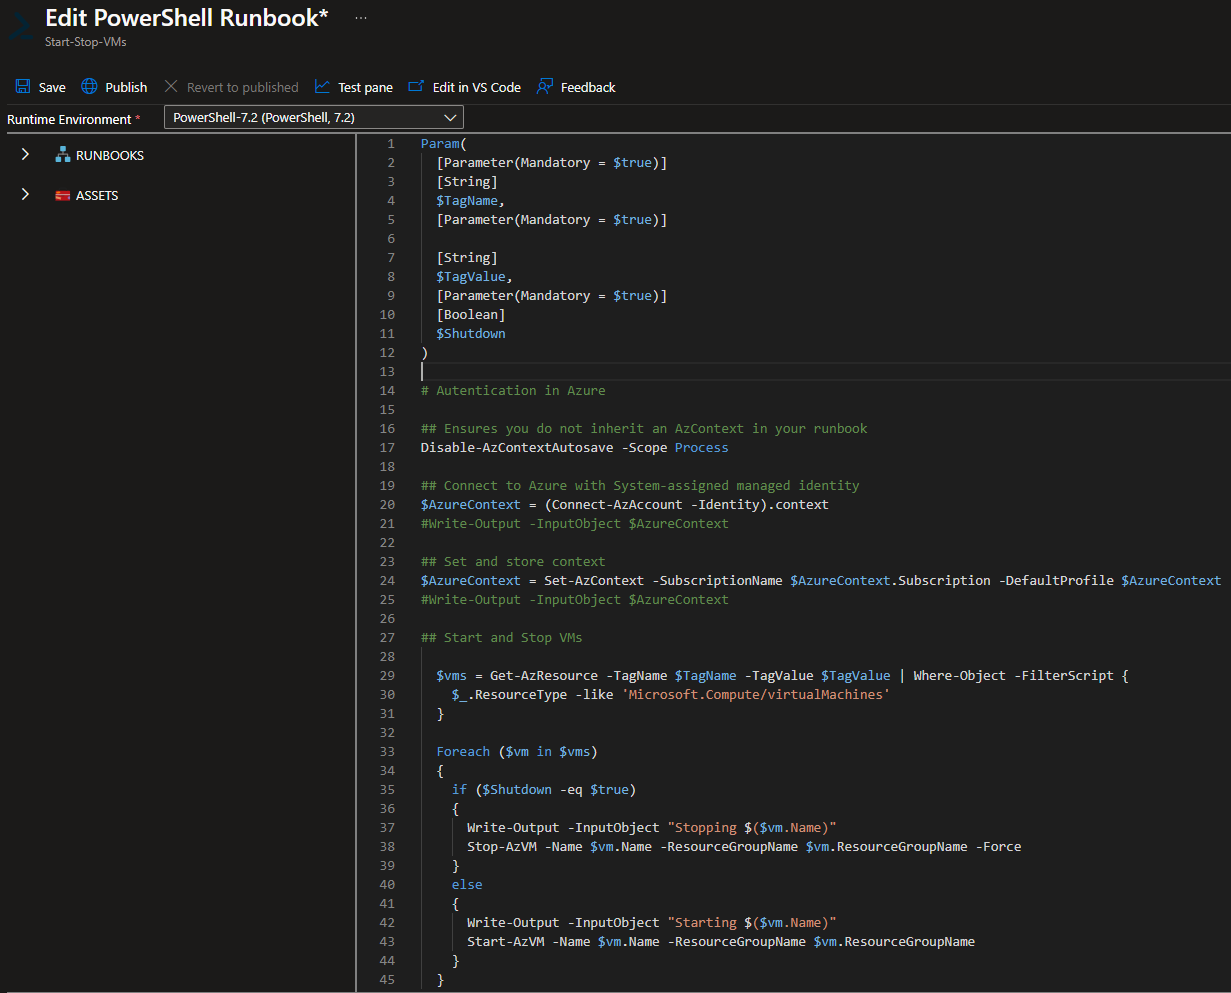 Edit PowerShell Runbook* ...
Start-Stop-VMs
Save Publish Revert to published Test pane Edit in VS Code Feedback
Runtime Environment * PowerShell-7.2 (PowerShell, 7.2)
RUNBOOKS
ASSETS
1 Param(
2 [Parameter(Mandatory = $true)]
3 [String]
4 $TagName,
5 [Parameter(Mandatory = $true)]
6
7 [String]
8 $TagValue,
9 [Parameter(Mandatory = $true)]
10 [Boolean]
11 $Shutdown
12 )
13
14 # Autentication in Azure
15
16 ## Ensures you do not inherit an AzContext in your runbook
17 Disable-AzContextAutosave -Scope Process
18
19 ## Connect to Azure with System-assigned managed identity
20 $AzureContext = (Connect-AzAccount -Identity).context
21 #Write-Output -InputObject $AzureContext
22
23 ## Set and store context
24 $AzureContext = Set-AzContext -SubscriptionName $AzureContext.Subscription -DefaultProfile $AzureContext
25 #Write-Output -InputObject $AzureContext
26
27 ## Start and Stop VMs
28
29 $vms = Get-AzResource -TagName $TagName -TagValue $TagValue | Where-Object -FilterScript {
30 $_.ResourceType -like 'Microsoft.Compute/virtualMachines'
31 }
32
33 Foreach ($vm in $vms)
34 {
35 if ($Shutdown -eq $true)
36 {
37 Write-Output -InputObject "Stopping $($vm.Name)"
38 Stop-AzVM -Name $vm.Name -ResourceGroupName $vm.ResourceGroupName -Force
39 }
40 else
41 {
42 Write-Output -InputObject "Starting $($vm.Name)"
43 Start-AzVM -Name $vm.Name -ResourceGroupName $vm.ResourceGroupName
44 }
45 }